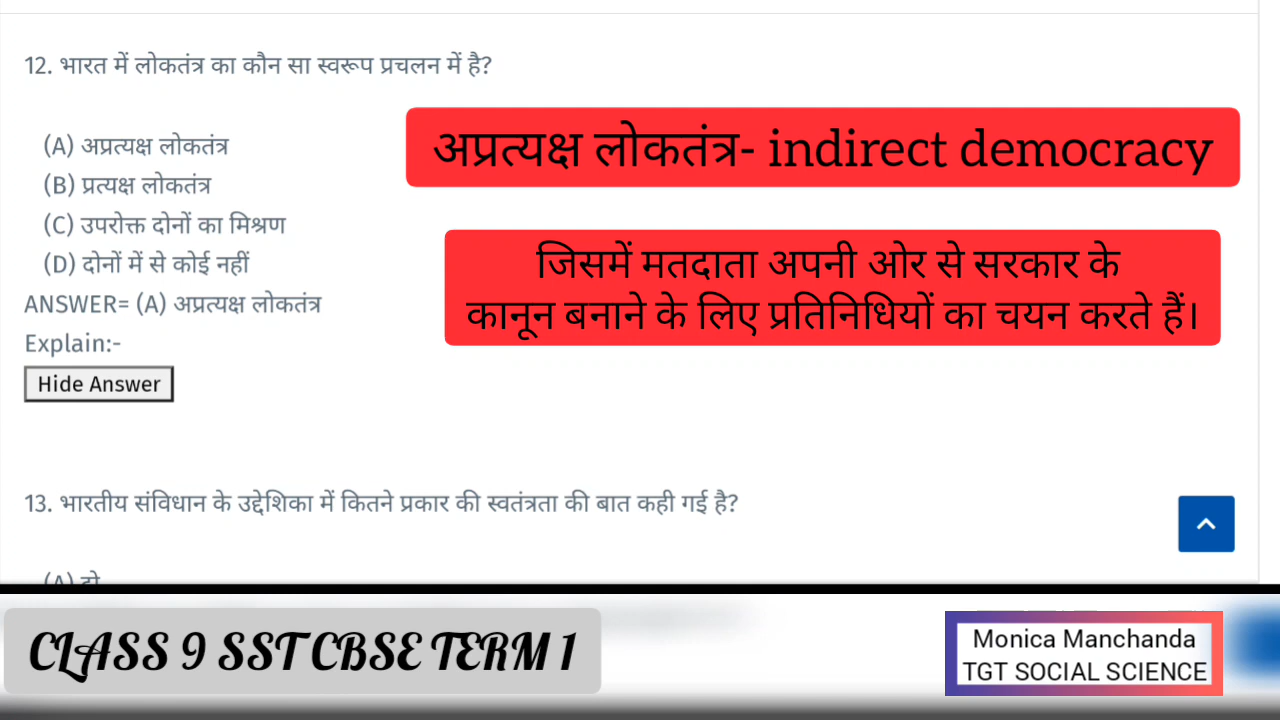 12. भारत में लोकतंत्र का कौन सा स्वरूप प्रचलन में है?
(A) अप्रत्यक्ष लोकतंत्र
(B) प्रत्यक्ष लोकतंत्र
(C) उपरोक्त दोनों का मिश्रण
(D) दोनों में से कोई नहीं
ANSWER= (A) अप्रत्यक्ष लोकतंत्र
Explain:-
Hide Answer
अप्रत्यक्ष लोकतंत्र- indirect democracy
जिसमें मतदाता अपनी ओर से सरकार के
कानून बनाने के लिए प्रतिनिधियों का चयन करते हैं।
13. भारतीय संविधान के उद्देशिका में कितने प्रकार की स्वतंत्रता की बात कही गई है?
(A) दो
CLASS 9 SST CBSE TERM 1
Monica Manchanda
TGT SOCIAL SCIENCE